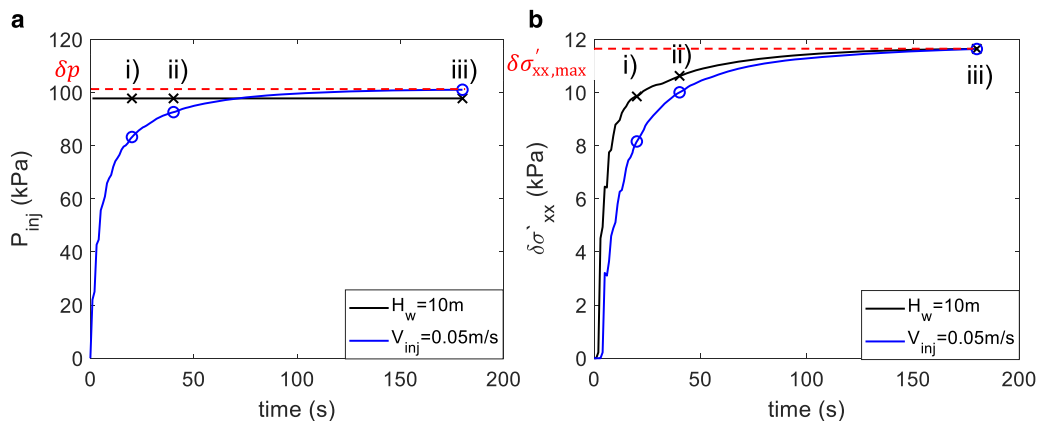 a
120
100
80
60
40
20
0
P_inj (kPa)
δp
i)
ii)
iii)
H_w=10m
V_inj=0.05m/s
0
50
100
150
200
time (s)
b
12
10
8
6
4
2
0
δσ`_xx (kPa)
δσ′_xx,max
i)
ii)
iii)
H_w=10m
V_inj=0.05m/s
0
50
100
150
200
time (s)